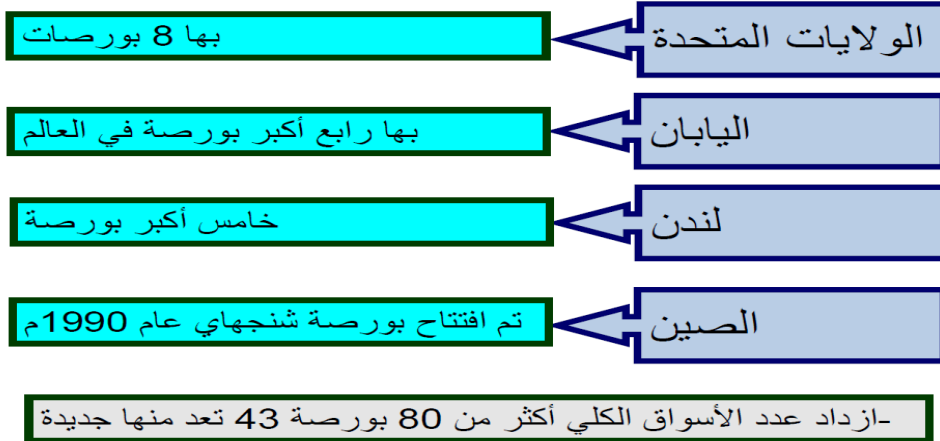 الولايات المتحدة
بها 8 بورصات
اليابان
بها رابع أكبر بورصة في العالم
لندن
خامس أكبر بورصة
الصين
تم افتتاح بورصة شنجهاي عام 1990م
-ازداد عدد الأسواق الكلي أكثر من 80 بورصة 43 تعد منها جديدة